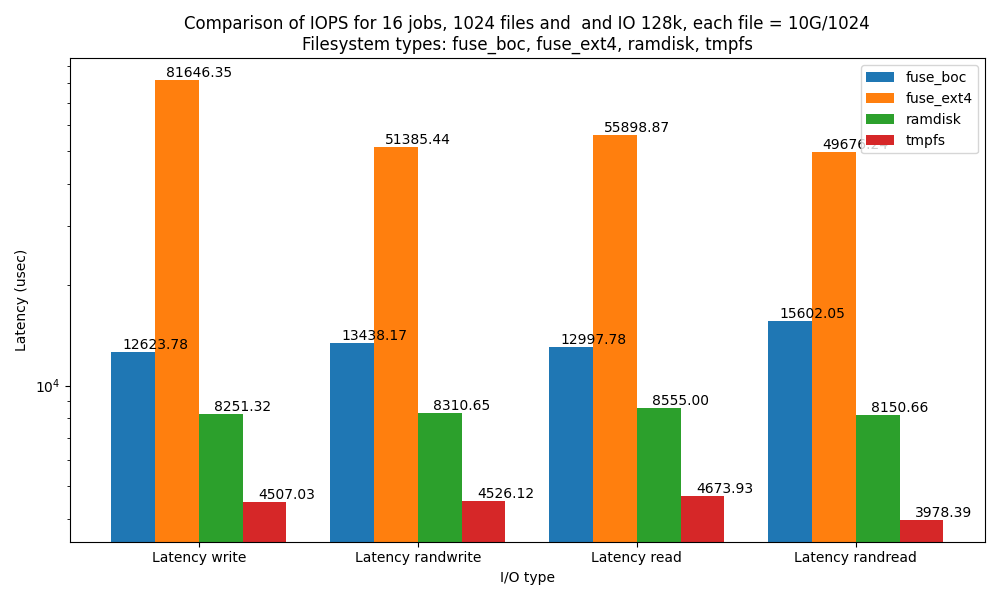 Comparison of IOPS for 16 jobs, 1024 files and  and IO 128k, each file = 10G/1024
Filesystem types: fuse_boc, fuse_ext4, ramdisk, tmpfs
fuse_boc
fuse_ext4
ramdisk
tmpfs
Latency (usec)
10^4
12623.78
81646.35
8251.32
4507.03
13438.17
51385.44
8310.65
4526.12
12997.78
55898.87
8555.00
4673.93
15602.05
8150.66
3978.39
Latency write
Latency randwrite
Latency read
Latency randread
I/O type